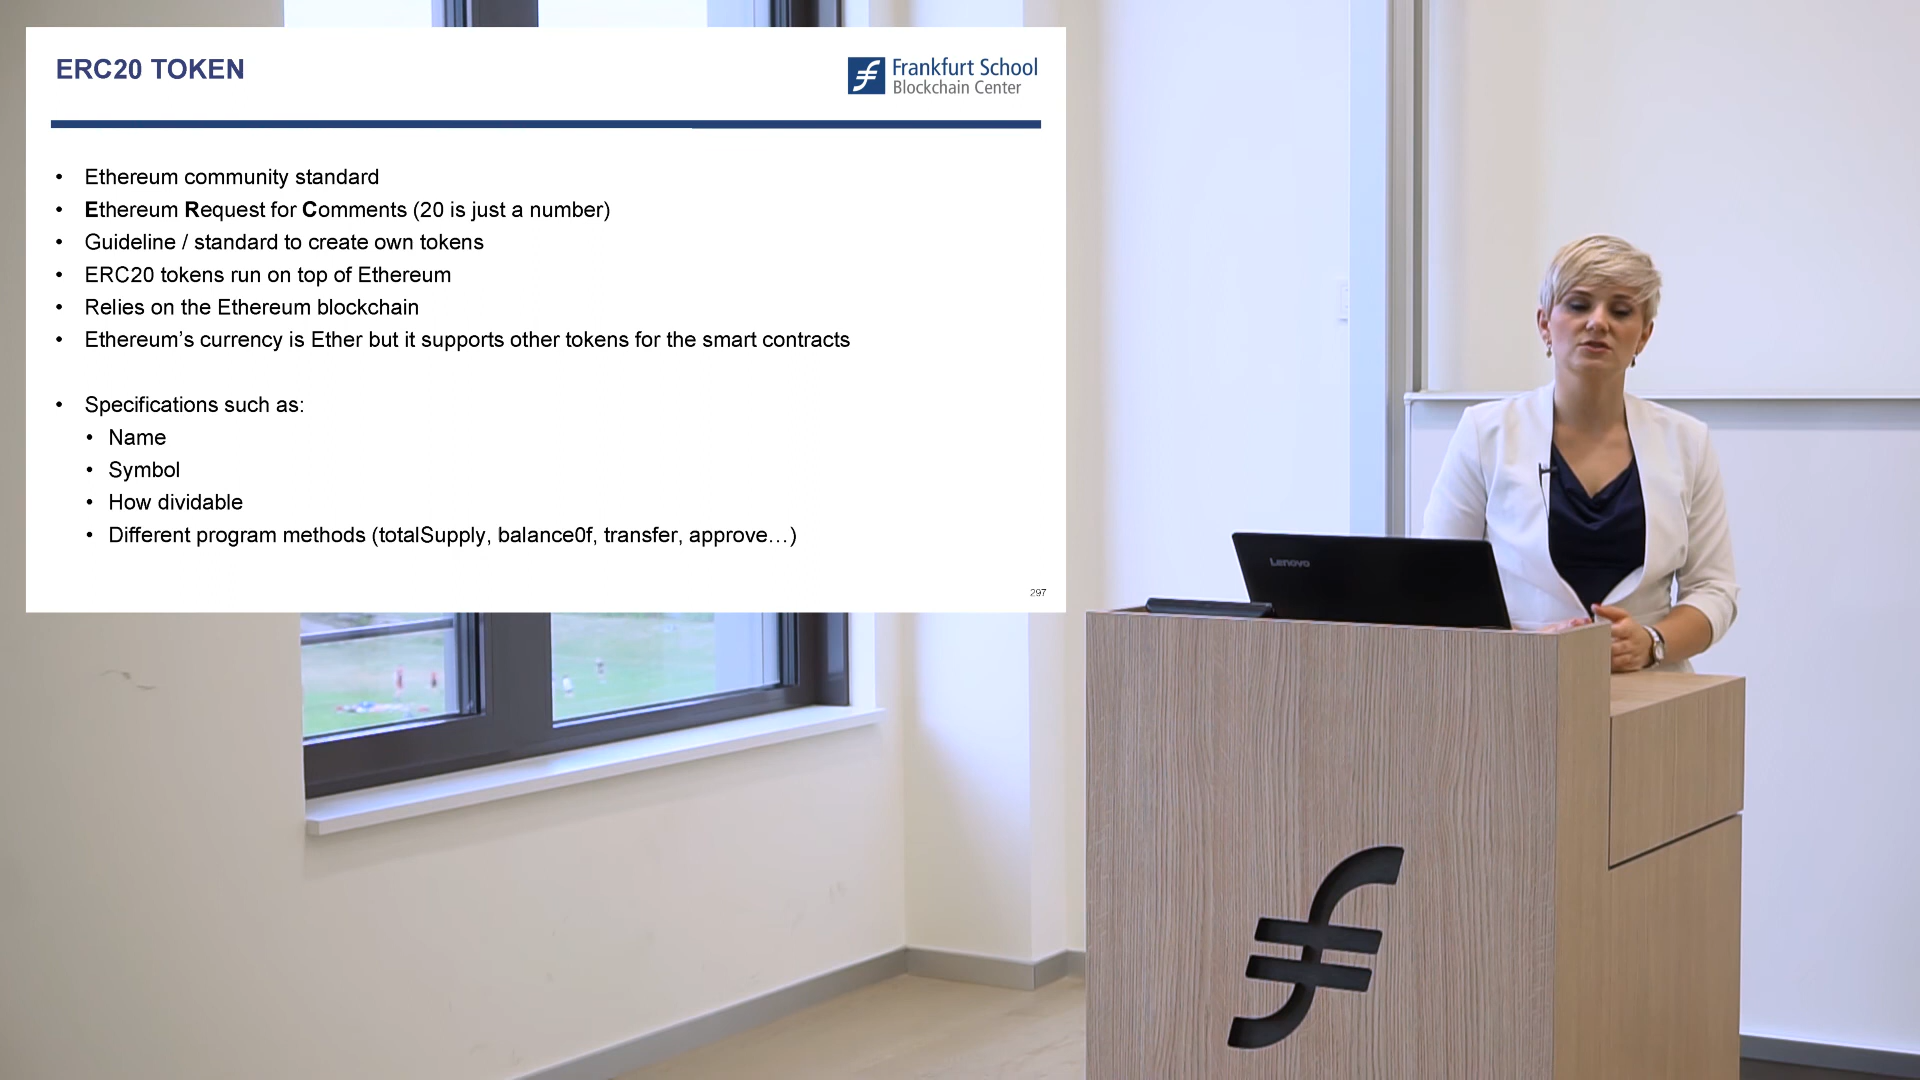 ERC20 TOKEN
Frankfurt School
Blockchain Center
• Ethereum community standard
• Ethereum Request for Comments (20 is just a number)
• Guideline / standard to create own tokens
• ERC20 tokens run on top of Ethereum
• Relies on the Ethereum blockchain
• Ethereum’s currency is Ether but it supports other tokens for the smart contracts
• Specifications such as:
• Name
• Symbol
• How dividable
• Different program methods (totalSupply, balance0f, transfer, approve…)
297
Lenovo